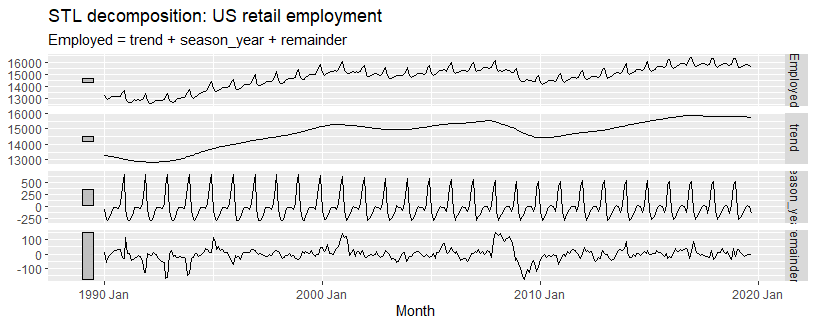 STL decomposition: US retail employment
Employed = trend + season_year + remainder
16000
15000
14000
13000
Employed
16000
15000
14000
13000
trend
500
250
0
-250
eason_ye
100
0
-100
remainder
1990 Jan
2000 Jan
2010 Jan
2020 Jan
Month